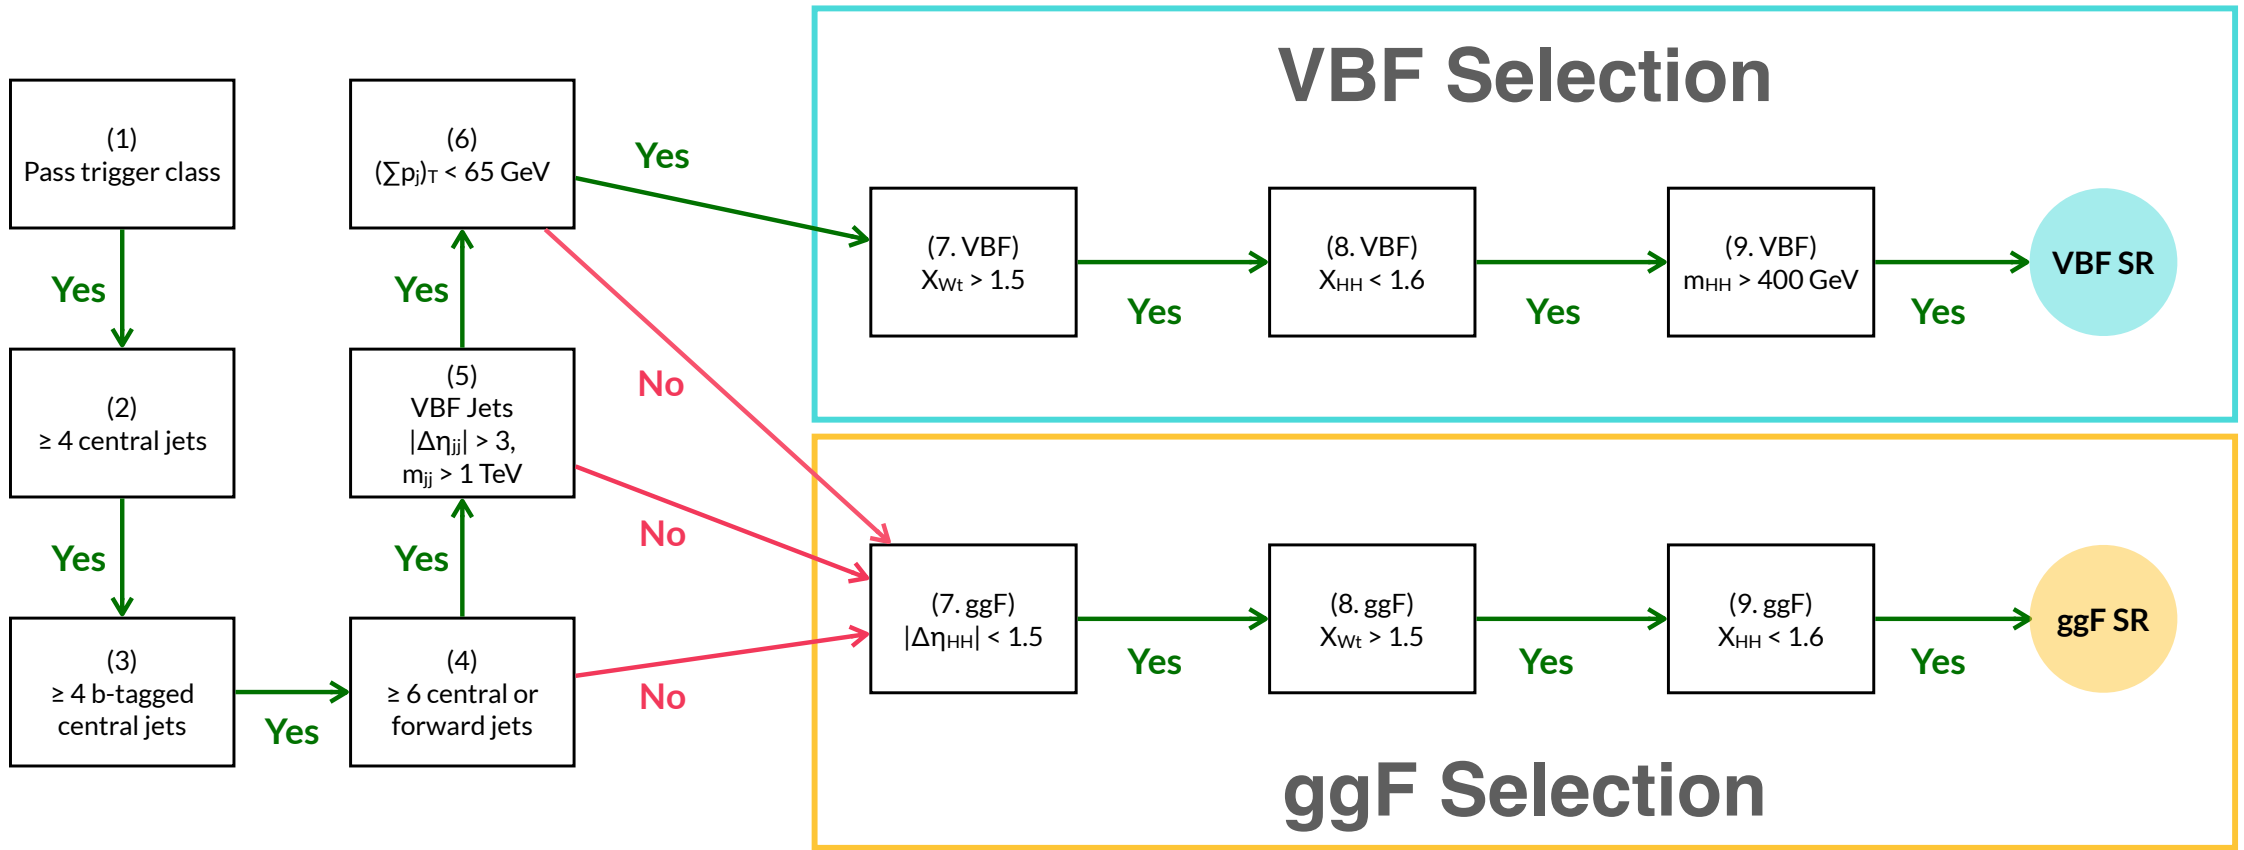 (1)
Pass trigger class
Yes
(2)
≥ 4 central jets
Yes
(3)
≥ 4 b-tagged
central jets
Yes
(4)
≥ 6 central or
forward jets
Yes
No
(5)
VBF Jets
|Δηjj| > 3,
mjj > 1 TeV
Yes
No
(6)
(∑pj)T < 65 GeV
Yes
No
VBF Selection
(7. VBF)
XWt > 1.5
Yes
(8. VBF)
XHH < 1.6
Yes
(9. VBF)
mHH > 400 GeV
Yes
VBF SR
(7. ggF)
|ΔηHH| < 1.5
Yes
(8. ggF)
XWt > 1.5
Yes
(9. ggF)
XHH < 1.6
Yes
ggF SR
ggF Selection